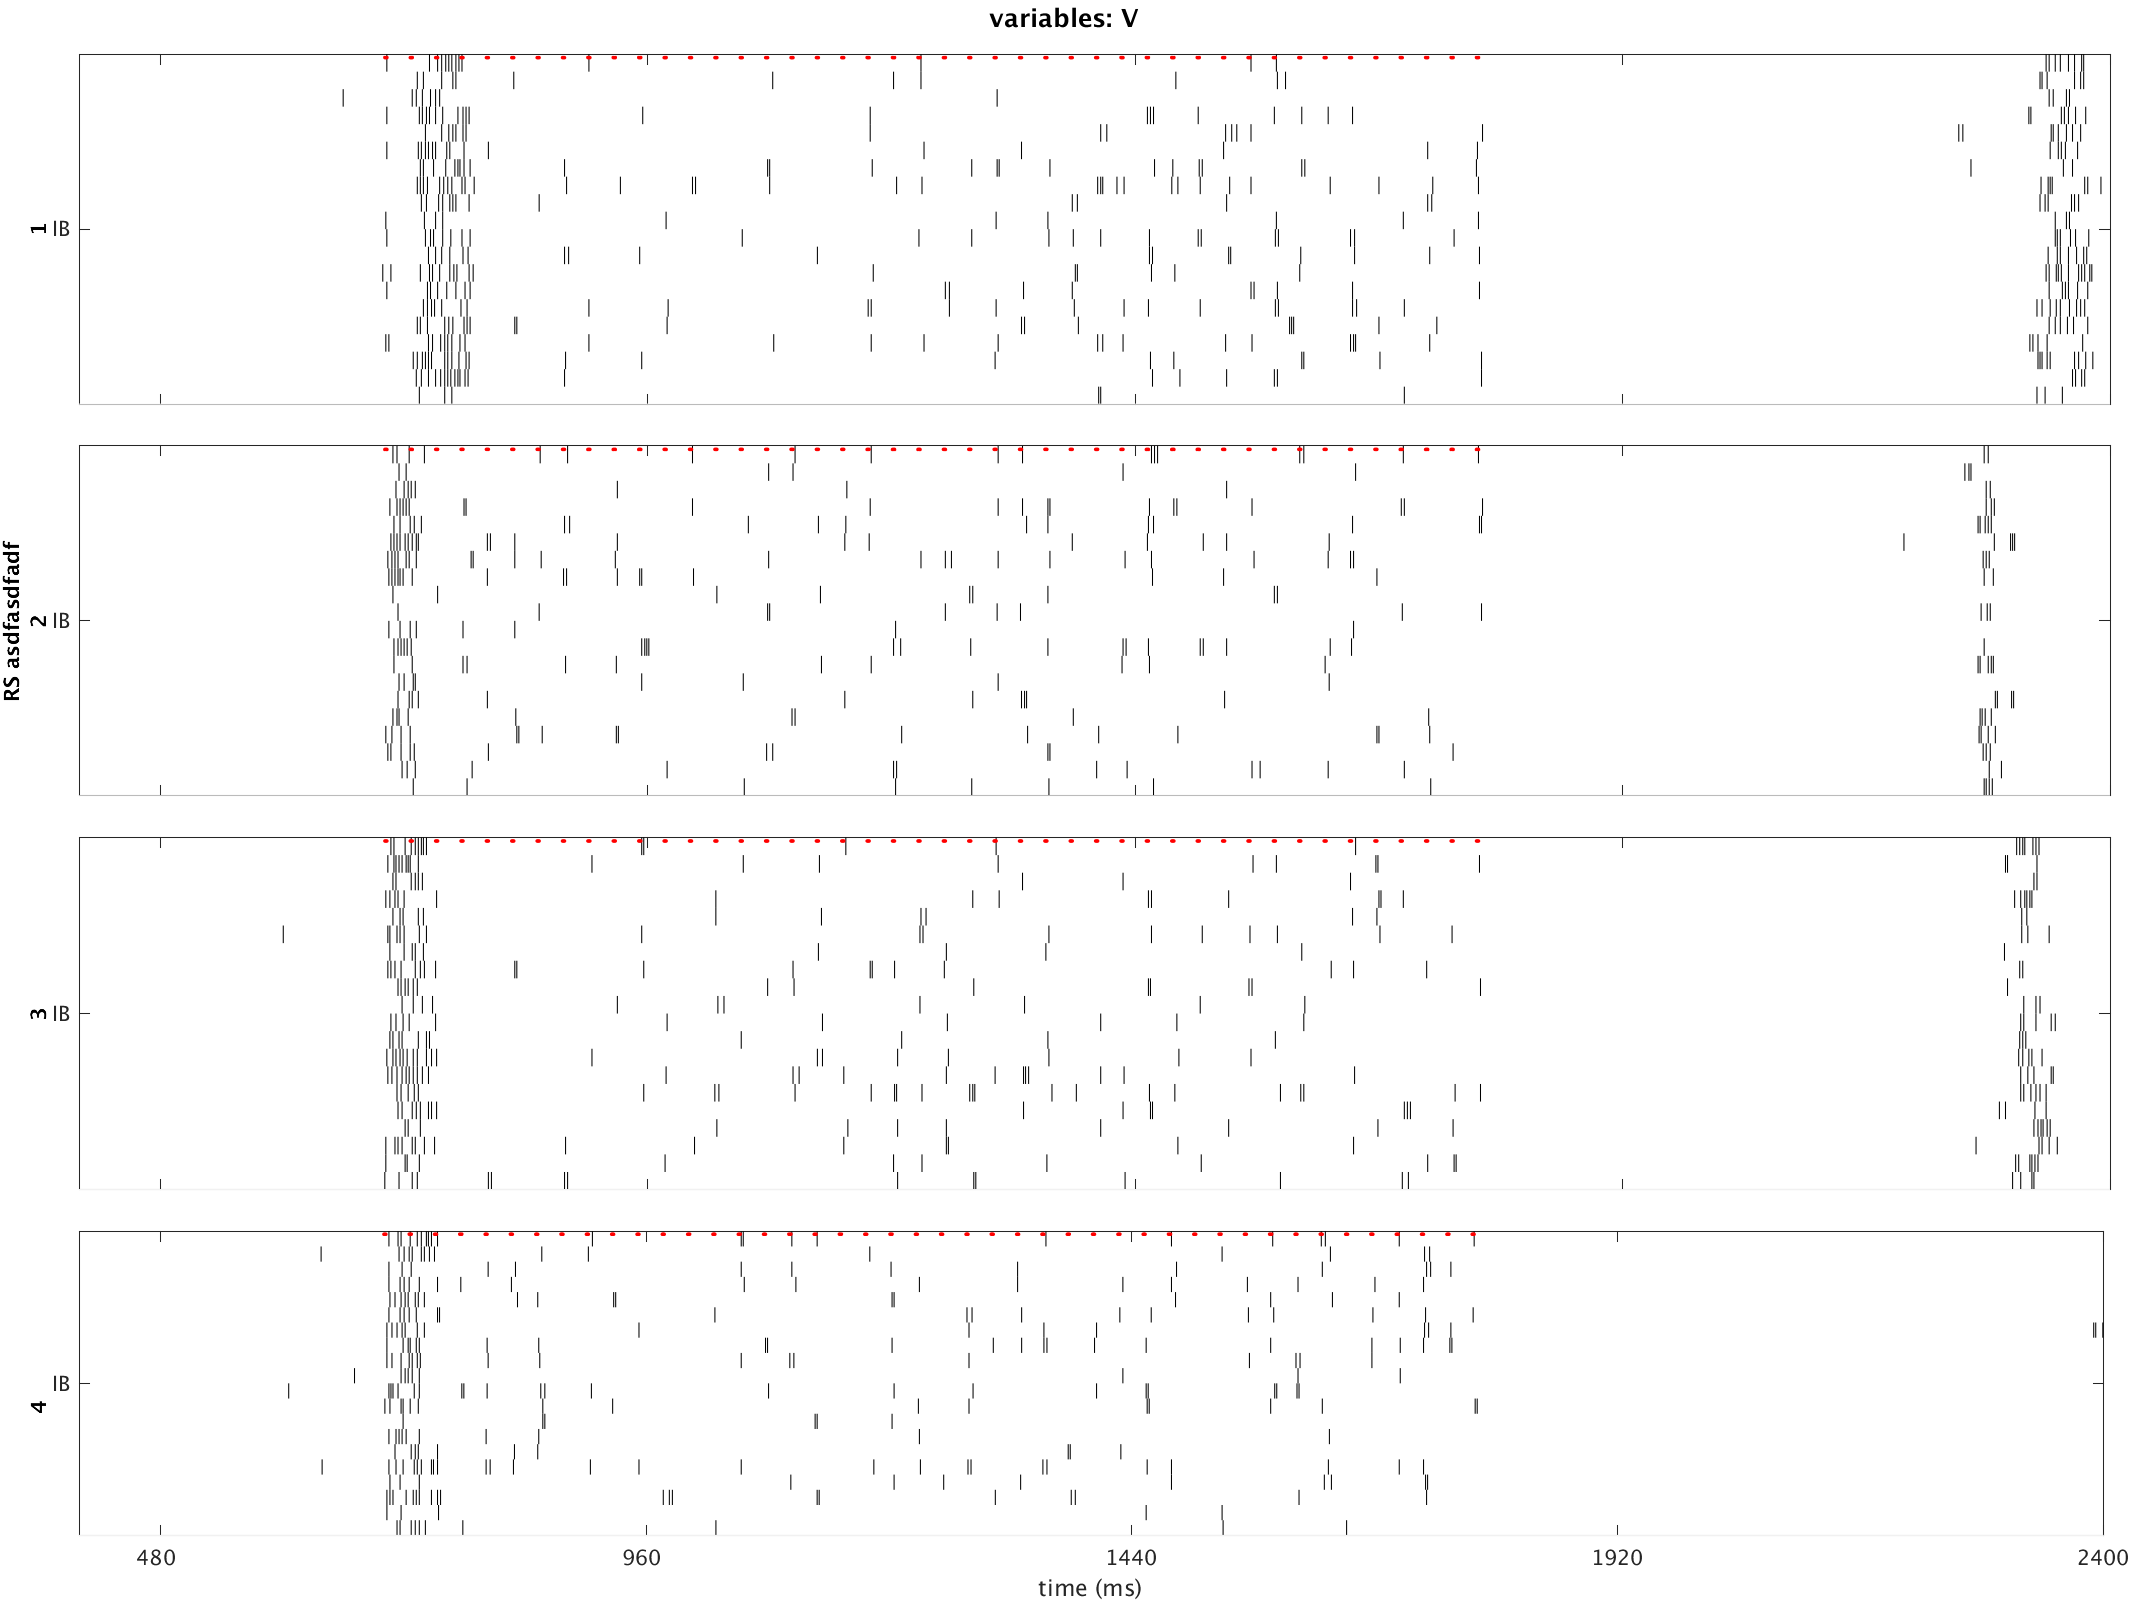 variables: V
RS asdfasdfadf
1 IB
2 IB
3 IB
4 IB
480 960 1440 1920 2400
time (ms)